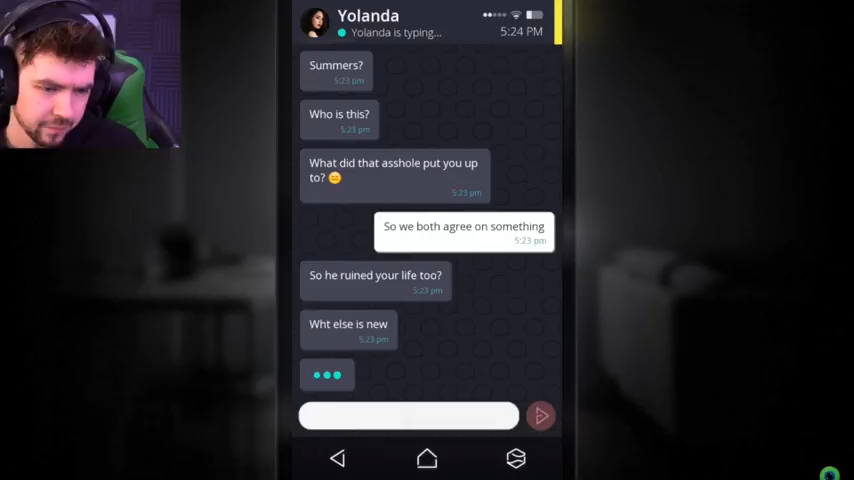 Yolanda
Yolanda is typing...
5:24 PM
Summers?
5:23 pm
Who is this?
5:23 pm
What did that asshole put you up
to? 😑
5:23 pm
So we both agree on something
5:23 pm
So he ruined your life too?
5:23 pm
Wht else is new
5:23 pm